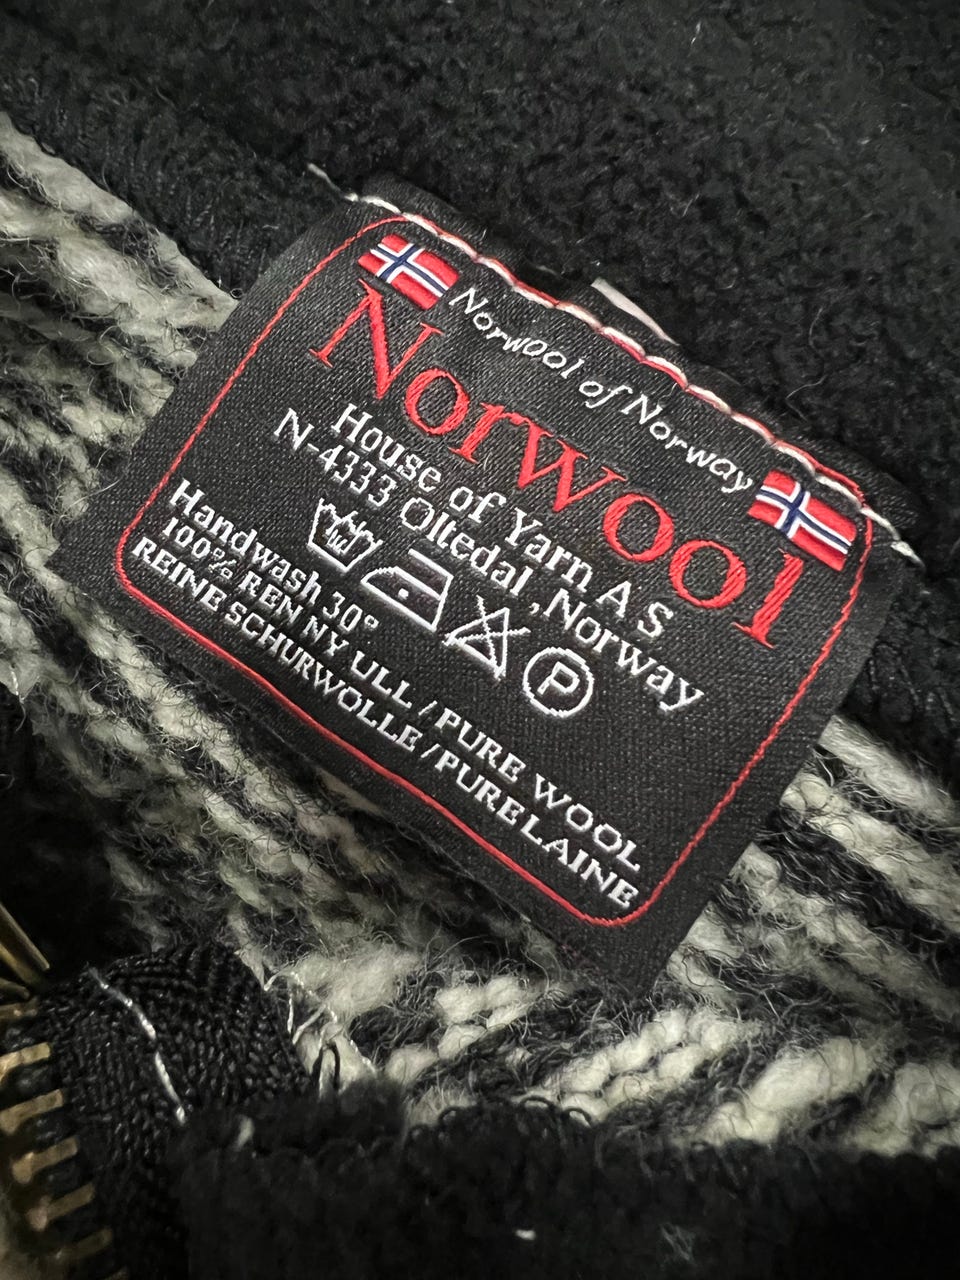 Norwool of Norway
Norwool
House of Yarn AS
N-4333 Oltedal, Norway
P
Handwash 30°
100% REN NY ULL / PURE WOOL
REINE SCHURWOLLE / PURE LAINE